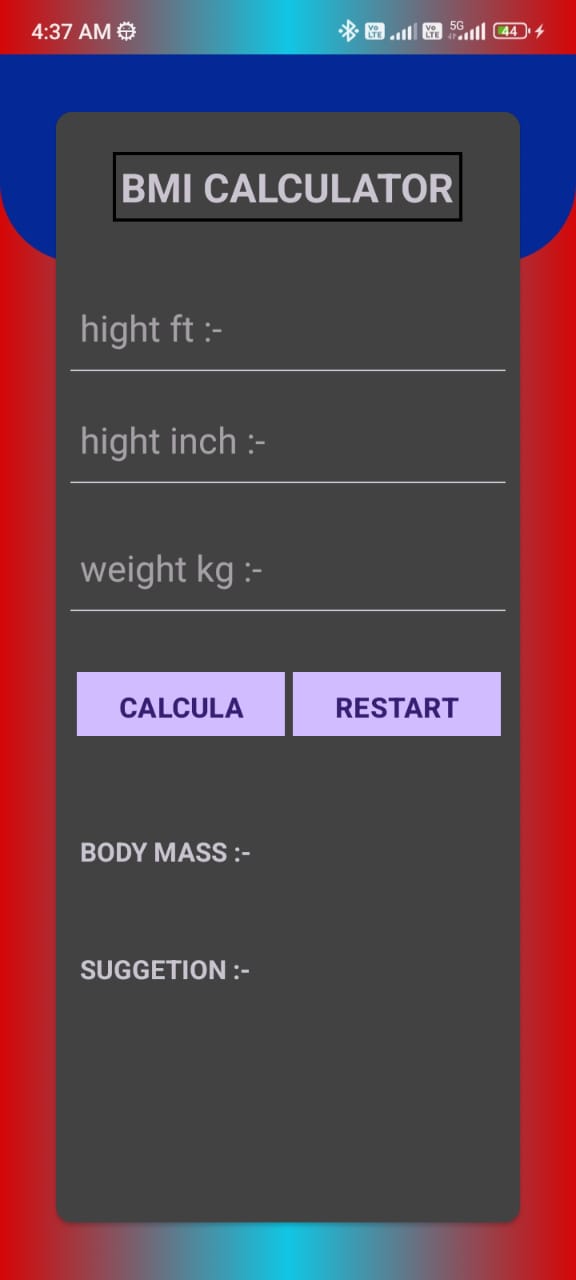 4:37 AM
Vo LTE Vo LTE 5G 44
BMI CALCULATOR
hight ft :-
hight inch :-
weight kg :-
CALCULA RESTART
BODY MASS :-
SUGGETION :-